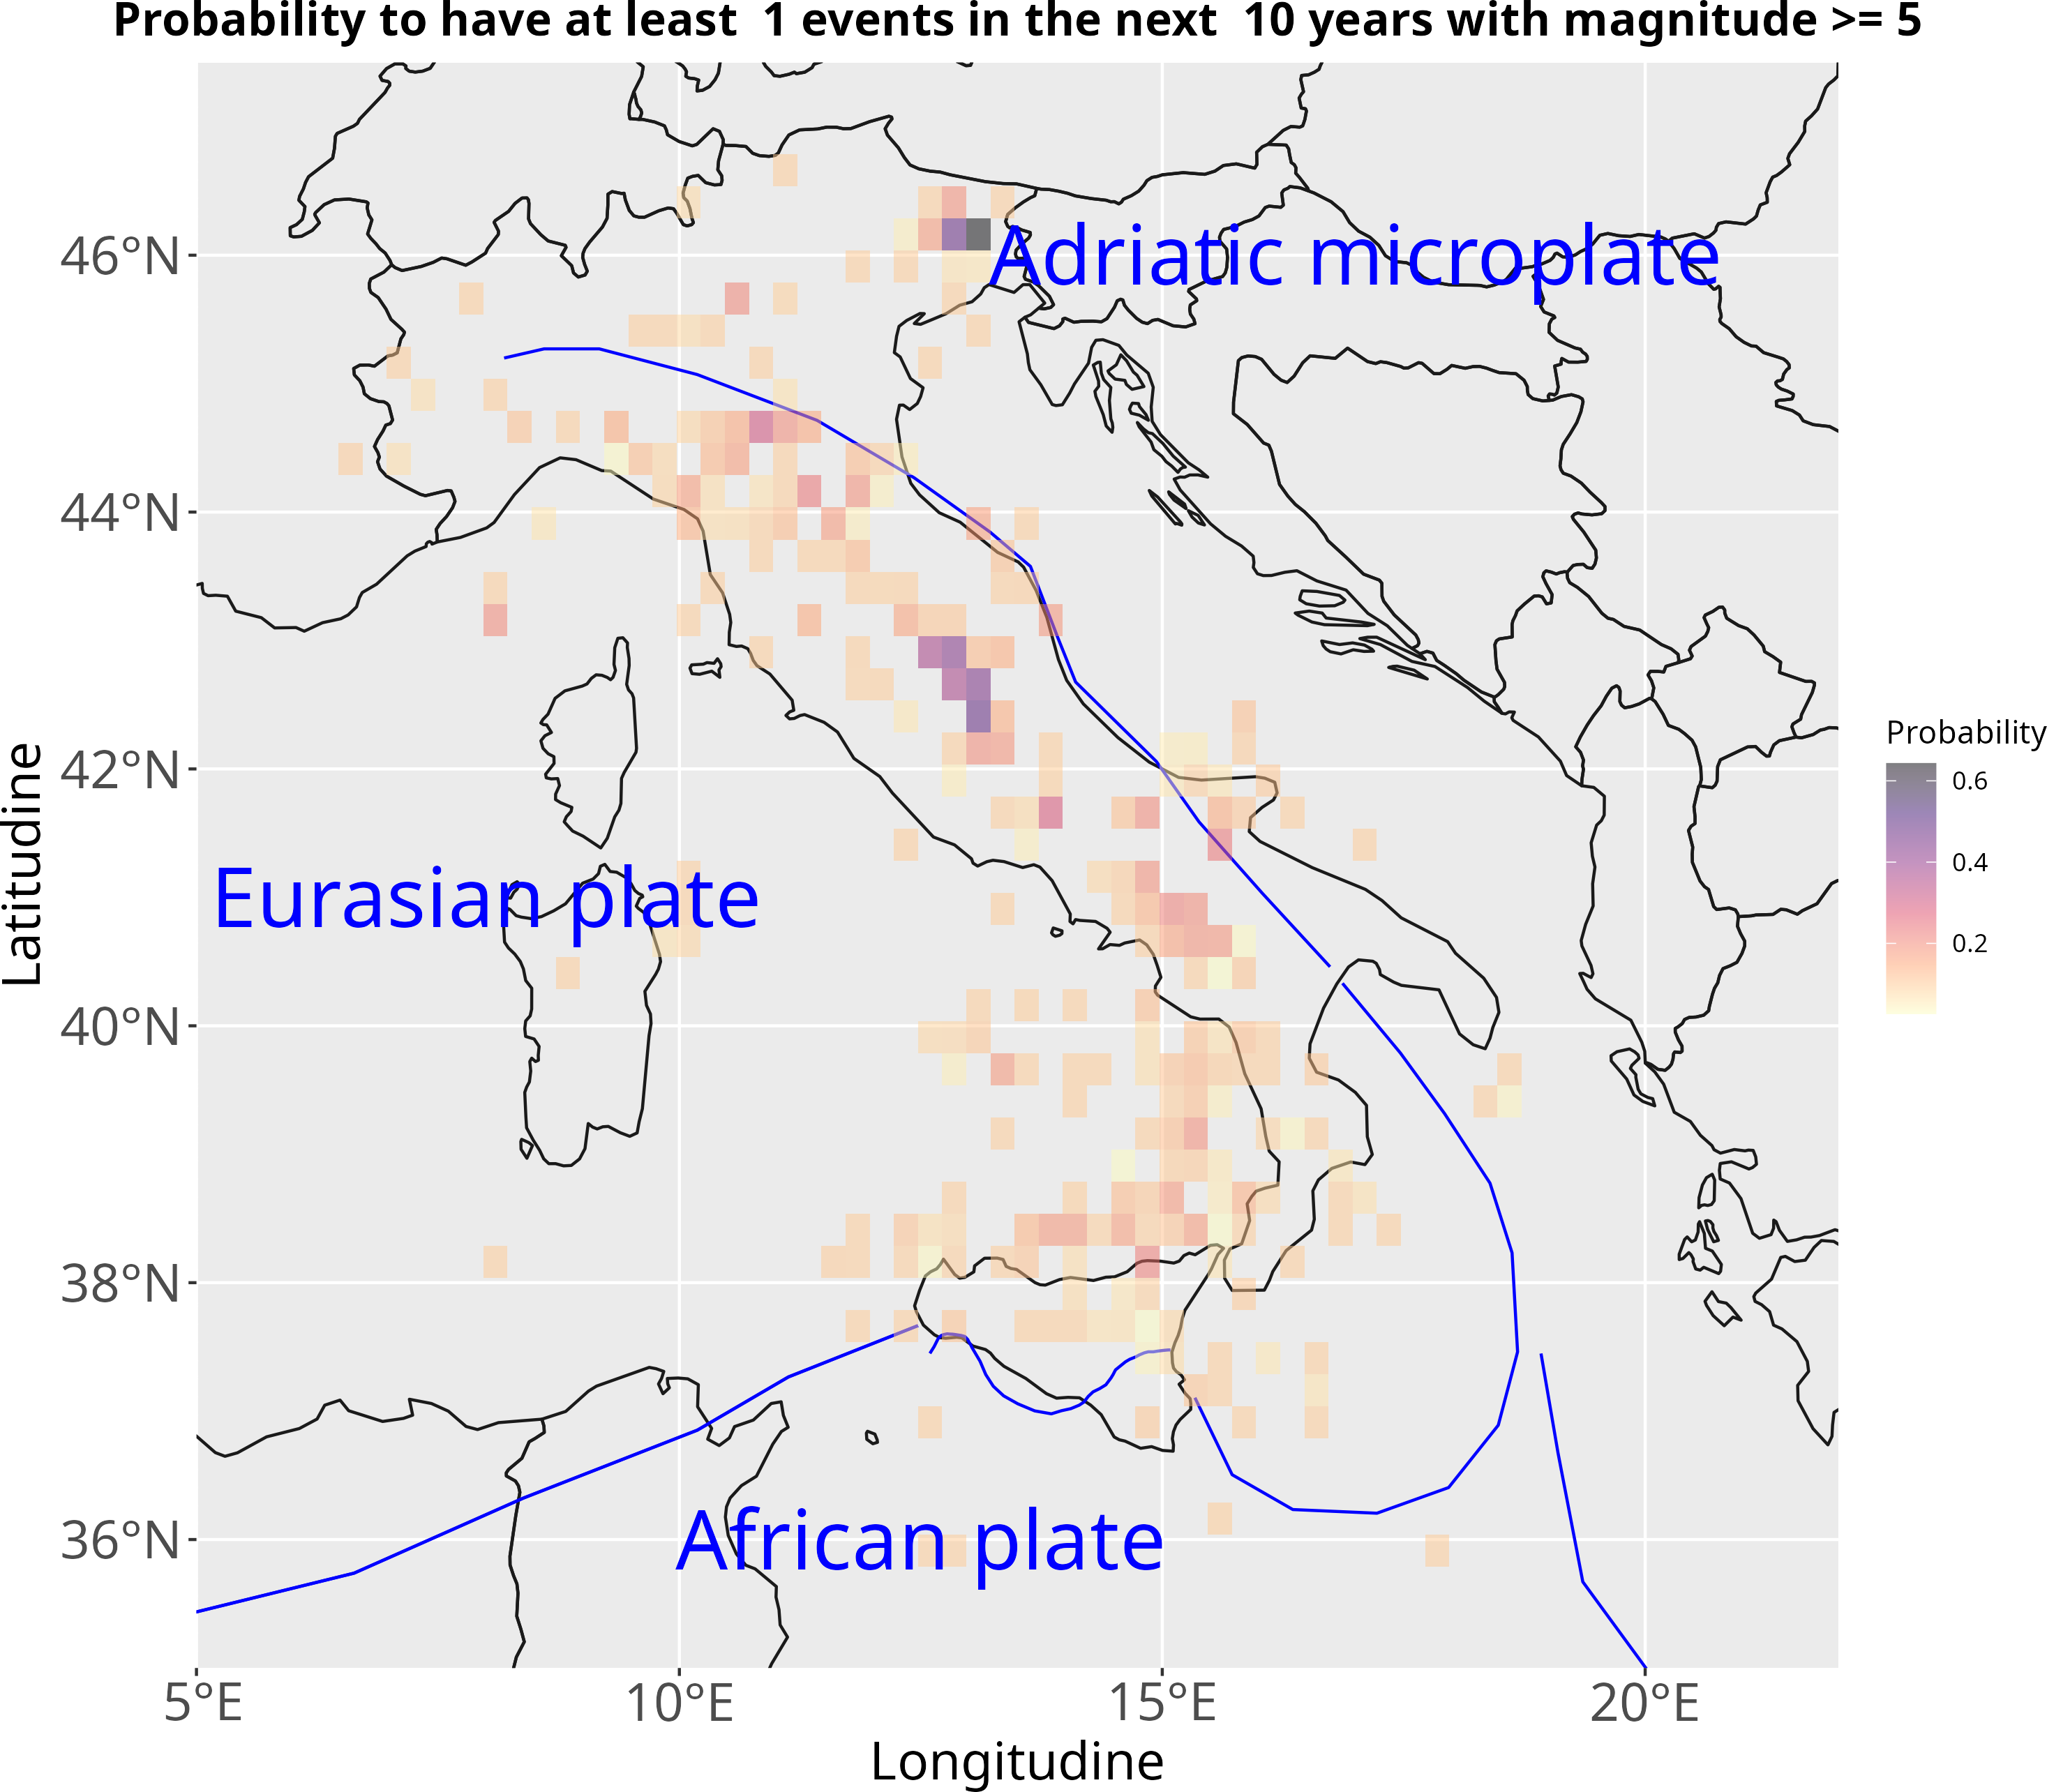 Probability to have at least  1 events in the next  10 years with magnitude >= 5
46°N
Adriatic microplate
44°N
Probability
0.6
0.4
0.2
42°N
Latitudine
Eurasian plate
40°N
38°N
African plate
36°N
5°E
10°E
15°E
20°E
Longitudine